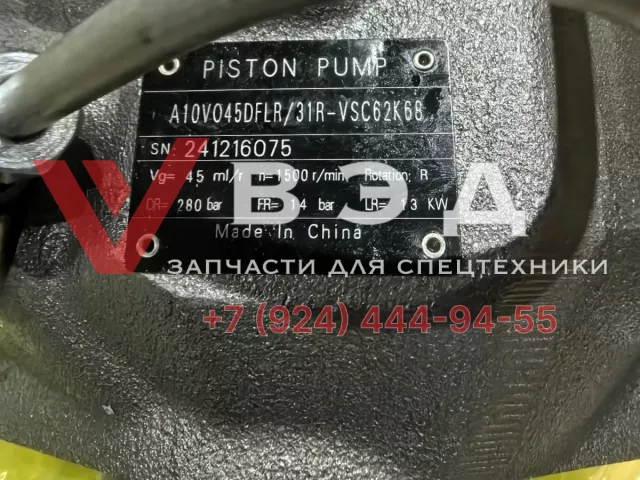 PISTON PUMP
A10VO45DFLR/31R-VSC62K68
SN: 241216075
Vg= 45 ml/r n=1500 r/min Rotation: R
DR= 280 bar FR= 14 bar LR= 13 KW
Made In China
ВЭД
ЗАПЧАСТИ ДЛЯ СПЕЦТЕХНИКИ
+7 (924) 444-94-55